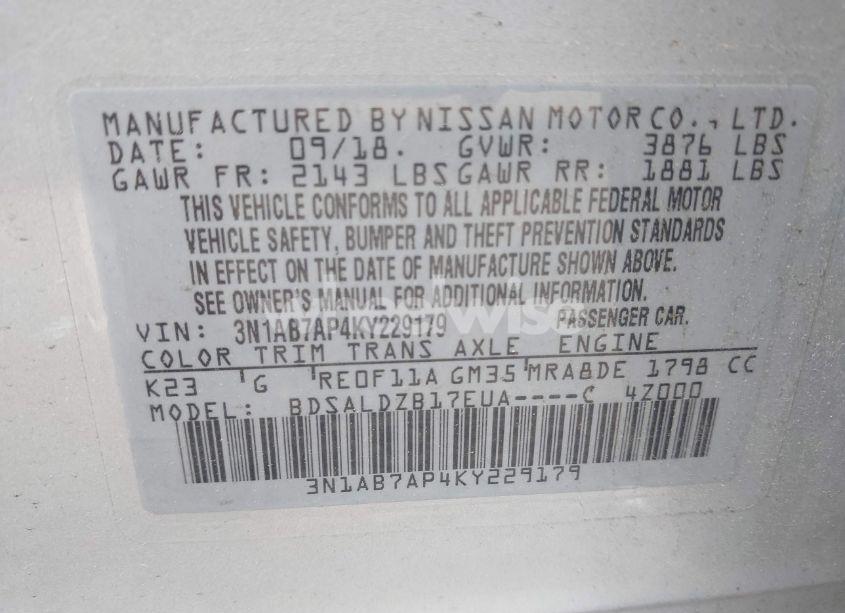 MANUFACTURED BY NISSAN MOTOR CO., LTD.
DATE: 09/18. GVWR: 3876 LBS
GAWR FR: 2143 LBS GAWR RR: 1881 LBS
THIS VEHICLE CONFORMS TO ALL APPLICABLE FEDERAL MOTOR
VEHICLE SAFETY, BUMPER AND THEFT PREVENTION STANDARDS
IN EFFECT ON THE DATE OF MANUFACTURE SHOWN ABOVE.
SEE OWNER'S MANUAL FOR ADDITIONAL INFORMATION.
VIN: 3N1AB7AP4KY229179 PASSENGER CAR.
COLOR TRIM TRANS AXLE ENGINE
K23 'G RE0F11A GM35 MRA8DE 1798 CC
MODEL: BDSALDZB17EUA----C 4Z000
3N1AB7AP4KY229179